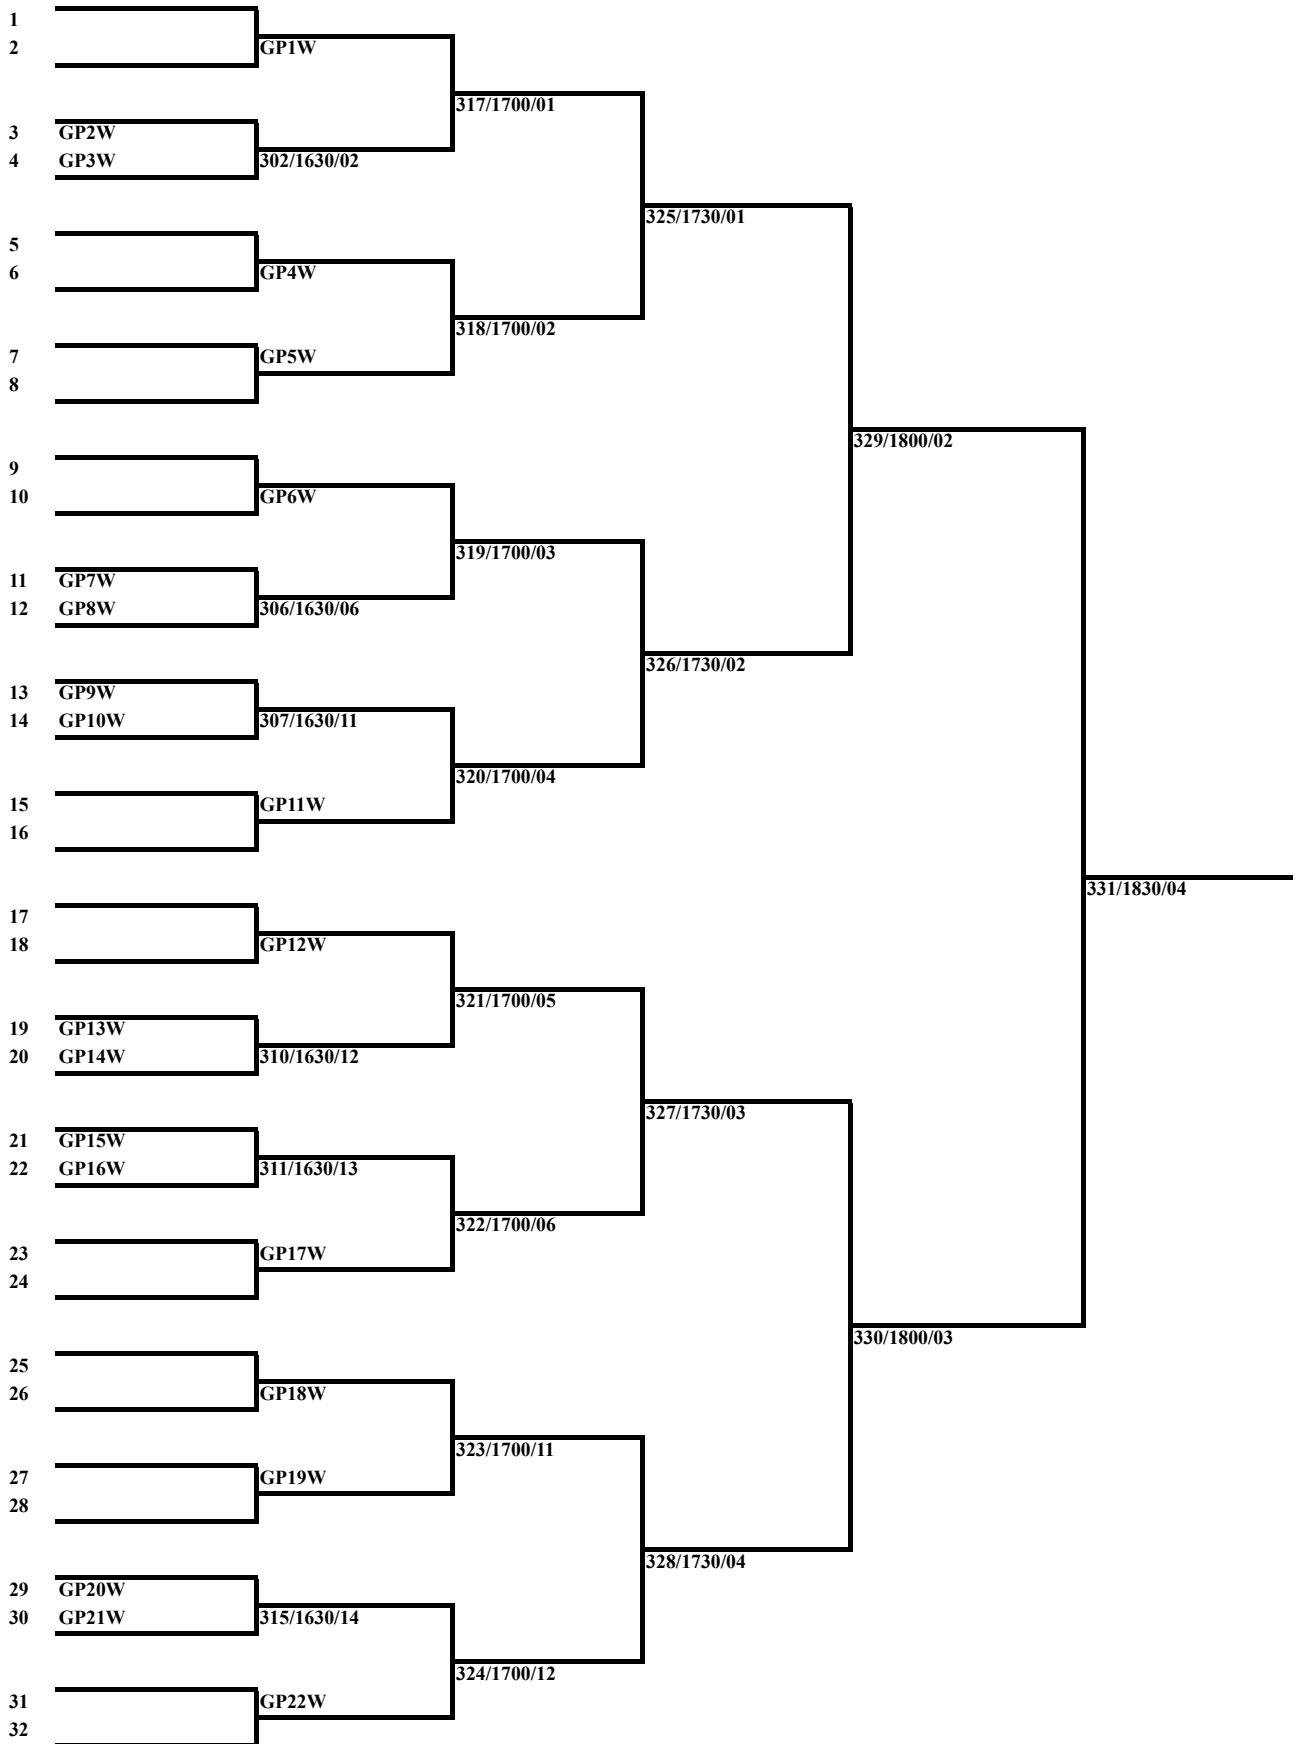 1
2 GP1W
317/1700/01
3 GP2W
4 GP3W 302/1630/02
325/1730/01
5
6 GP4W
318/1700/02
7 GP5W
8
329/1800/02
9
10 GP6W
319/1700/03
11 GP7W
12 GP8W 306/1630/06
326/1730/02
13 GP9W
14 GP10W 307/1630/11
320/1700/04
15 GP11W
16
331/1830/04
17
18 GP12W
321/1700/05
19 GP13W
20 GP14W 310/1630/12
327/1730/03
21 GP15W
22 GP16W 311/1630/13
322/1700/06
23 GP17W
24
330/1800/03
25
26 GP18W
323/1700/11
27 GP19W
28
328/1730/04
29 GP20W
30 GP21W 315/1630/14
324/1700/12
31 GP22W
32